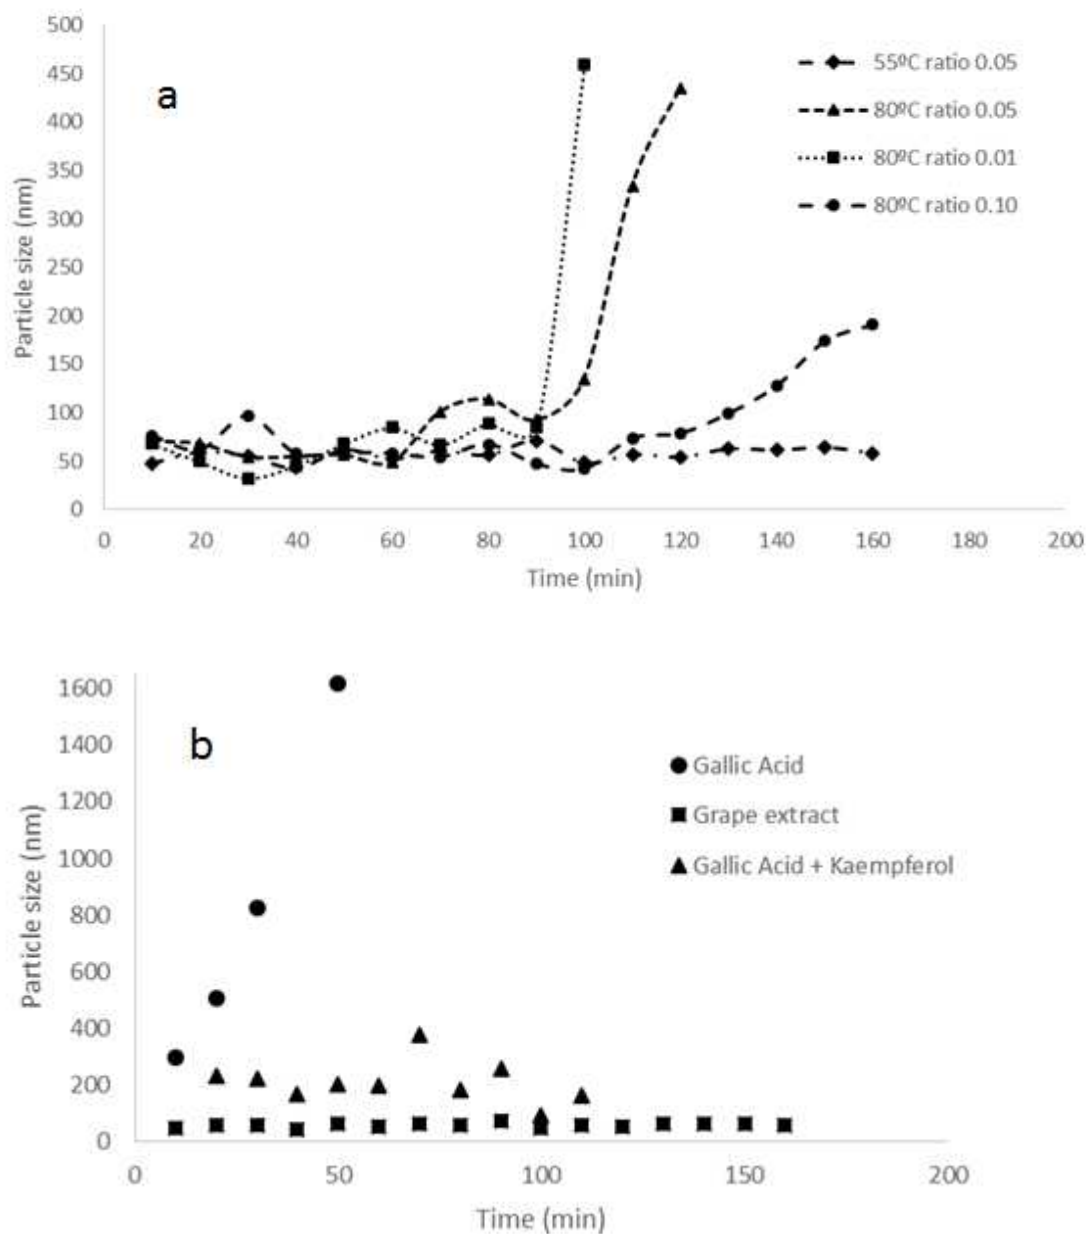 500
450
400
350
300
250
200
150
100
50
0
Particle size (nm)
a
55ºC ratio 0.05
80ºC ratio 0.05
80ºC ratio 0.01
80ºC ratio 0.10
0 20 40 60 80 100 120 140 160 180 200
Time (min)
1600
1400
1200
1000
800
600
400
200
0
Particle size (nm)
b
Gallic Acid
Grape extract
Gallic Acid + Kaempferol
0 50 100 150 200
Time (min)